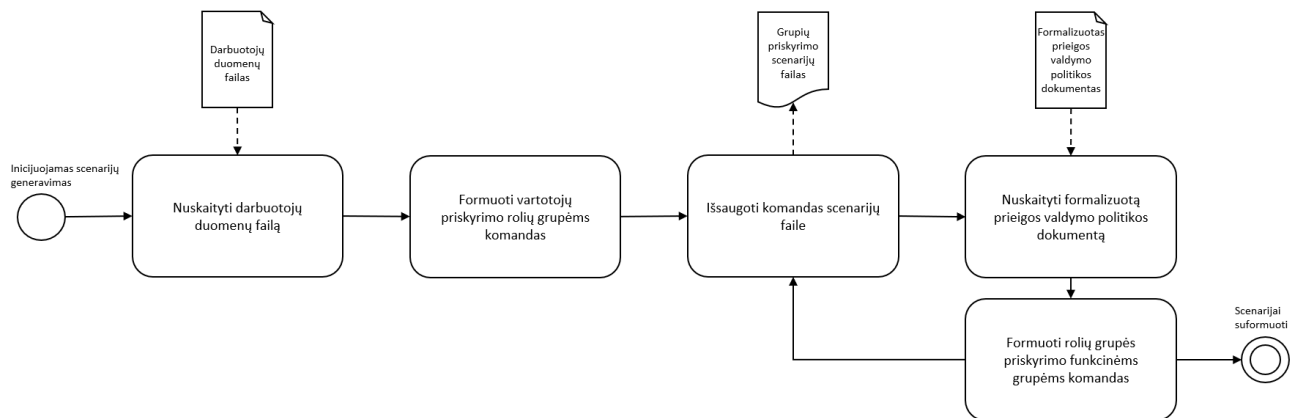 Darbuotojų
duomenų
failas
Grupių
priskyrimo
scenarijų
failas
Formalizuotas
prieigos
valdymo
politikos
dokumentas
Inicijuojamas scenarijų
generavimas
Nuskaityti darbuotojų
duomenų failą
Formuoti vartotojų
priskyrimo rolių grupėms
komandas
Išsaugoti komandas scenarijų
faile
Nuskaityti formalizuotą
prieigos valdymo politikos
dokumentą
Formuoti rolių grupės
priskyrimo funkcinėms
grupėms komandas
Scenarijai
suformuoti